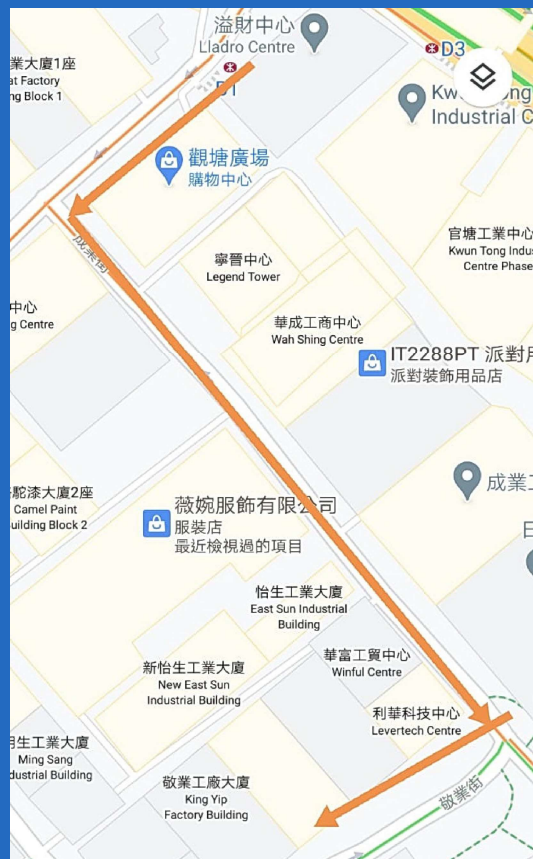 溢財中心
Lladro Centre
D3
D1
業大廈1座
at Factory
ng Block 1
Kw
ong
Industrial C
觀塘廣場
購物中心
官塘工業中心
Kwun Tong Indus
Centre Phase
成業街
寧晉中心
Legend Tower
中心
g Centre
華成工商中心
Wah Shing Centre
IT2288PT 派對用
派對裝飾用品店
駝漆大廈2座
Camel Paint
uilding Block 2
成業工
薇婉服飾有限公司
服裝店
最近檢視過的項目
日
怡生工業大廈
East Sun Industrial
Building
華富工貿中心
Winful Centre
新怡生工業大廈
New East Sun
Industrial Building
利華科技中心
Levertech Centre
明生工業大廈
Ming Sang
dustrial Building
敬業工廠大廈
King Yip
Factory Building
敬業街